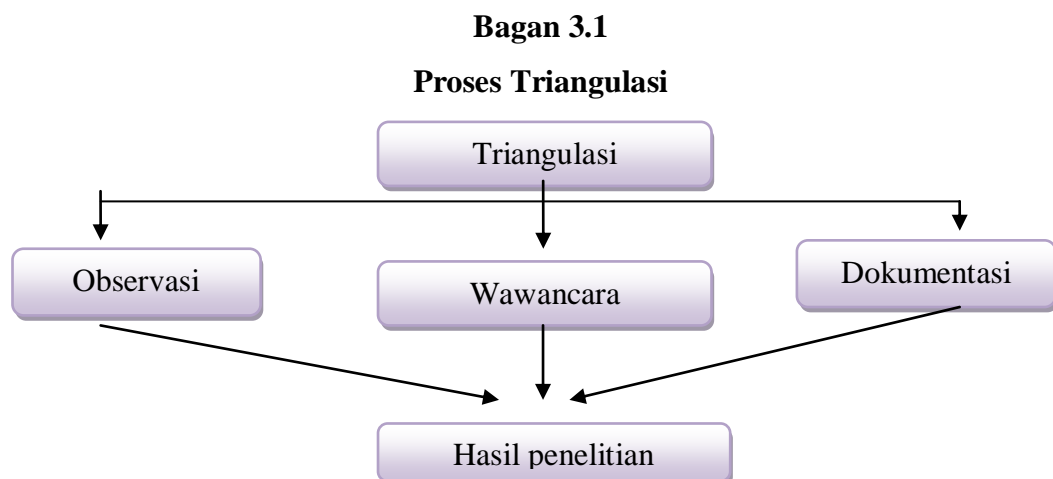 Bagan 3.1
Proses Triangulasi
Triangulasi
Observasi
Wawancara
Dokumentasi
Hasil penelitian